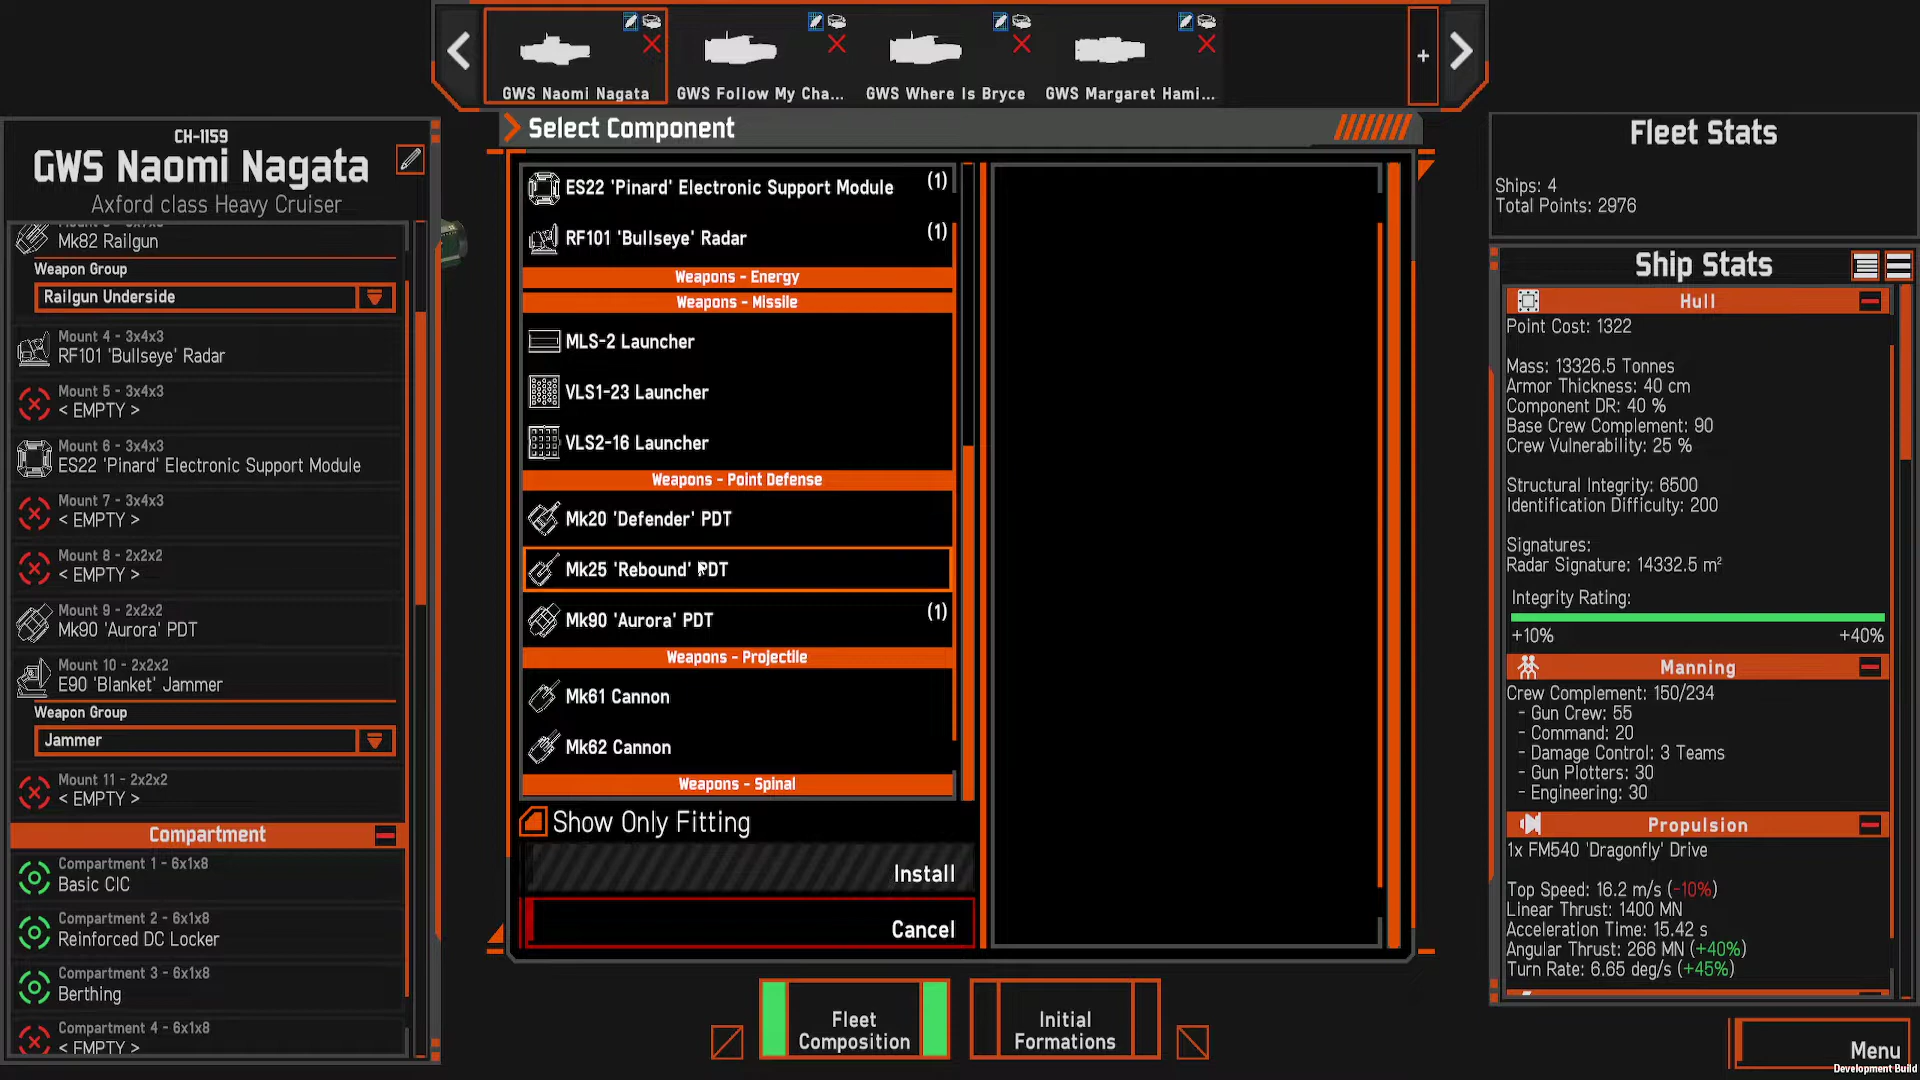 GWS Naomi Nagata
GWS Follow My Cha...
GWS Where Is Bryce
GWS Margaret Hami...
+
CH-1159
GWS Naomi Nagata
Axford class Heavy Cruiser
Mk82 Railgun
Weapon Group
Railgun Underside
Mount 4 - 3x4x3
RF101 'Bullseye' Radar
Mount 5 - 3x4x3
< EMPTY >
Mount 6 - 3x4x3
ES22 'Pinard' Electronic Support Module
Mount 7 - 3x4x3
< EMPTY >
Mount 8 - 2x2x2
< EMPTY >
Mount 9 - 2x2x2
Mk90 'Aurora' PDT
Mount 10 - 2x2x2
E90 'Blanket' Jammer
Weapon Group
Jammer
Mount 11 - 2x2x2
< EMPTY >
Compartment
Compartment 1 - 6x1x8
Basic CIC
Compartment 2 - 6x1x8
Reinforced DC Locker
Compartment 3 - 6x1x8
Berthing
Compartment 4 - 6x1x8
< EMPTY >
Select Component
ES22 'Pinard' Electronic Support Module (1)
RF101 'Bullseye' Radar (1)
Weapons - Energy
Weapons - Missile
MLS-2 Launcher
VLS1-23 Launcher
VLS2-16 Launcher
Weapons - Point Defense
Mk20 'Defender' PDT
Mk25 'Rebound' PDT
Mk90 'Aurora' PDT (1)
Weapons - Projectile
Mk61 Cannon
Mk62 Cannon
Weapons - Spinal
Show Only Fitting
Install
Cancel
Fleet Composition
Initial Formations
Fleet Stats
Ships: 4
Total Points: 2976
Ship Stats
Hull
Point Cost: 1322
Mass: 13326.5 Tonnes
Armor Thickness: 40 cm
Component DR: 40 %
Base Crew Complement: 90
Crew Vulnerability: 25 %
Structural Integrity: 6500
Identification Difficulty: 200
Signatures:
Radar Signature: 14332.5 m²
Integrity Rating:
+10% +40%
Manning
Crew Complement: 150/234
- Gun Crew: 55
- Command: 20
- Damage Control: 3 Teams
- Gun Plotters: 30
- Engineering: 30
Propulsion
1x FM540 'Dragonfly' Drive
Top Speed: 16.2 m/s (-10%)
Linear Thrust: 1400 MN
Acceleration Time: 15.42 s
Angular Thrust: 266 MN (+40%)
Turn Rate: 6.65 deg/s (+45%)
Menu
Development Build